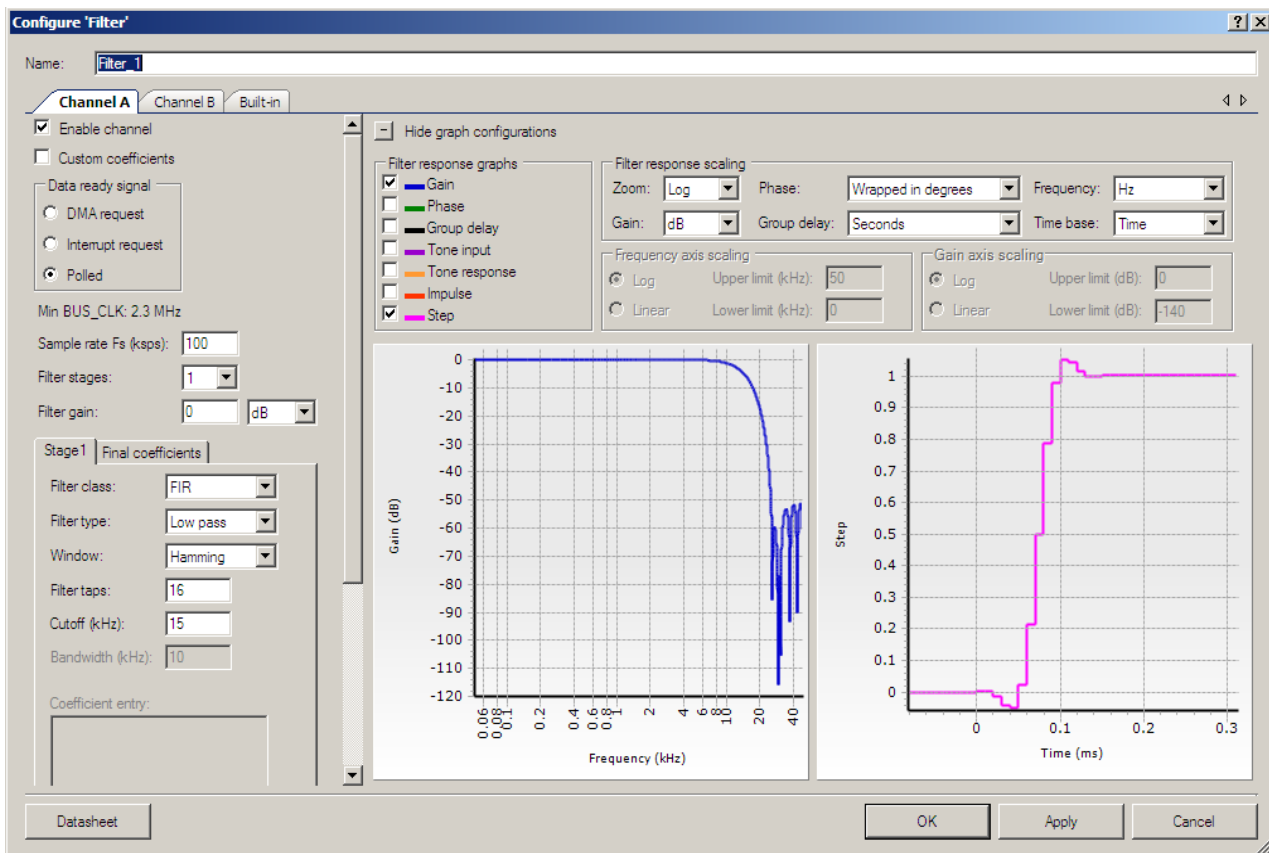 Configure 'Filter'
Name: Filter_1
Channel A Channel B Built-in
Enable channel
Custom coefficients
Data ready signal
DMA request
Interrupt request
Polled
Min BUS_CLK: 2.3 MHz
Sample rate Fs (ksps): 100
Filter stages: 1
Filter gain: 0 dB
Stage1 Final coefficients
Filter class: FIR
Filter type: Low pass
Window: Hamming
Filter taps: 16
Cutoff (kHz): 15
Bandwidth (kHz): 10
Coefficient entry:
Hide graph configurations
Filter response graphs
Gain
Phase
Group delay
Tone input
Tone response
Impulse
Step
Filter response scaling
Zoom: Log Phase: Wrapped in degrees Frequency: Hz
Gain: dB Group delay: Seconds Time base: Time
Frequency axis scaling
Log Upper limit (kHz): 50
Linear Lower limit (kHz): 0
Gain axis scaling
Log Upper limit (dB): 0
Linear Lower limit (dB): -140
Gain (dB)
0
-10
-20
-30
-40
-50
-60
-70
-80
-90
-100
-110
-120
0.06 0.08 0.1 0.2 0.4 0.6 0.8 1 2 4 6 8 10 20 40
Frequency (kHz)
Step
1
0.9
0.8
0.7
0.6
0.5
0.4
0.3
0.2
0.1
0
0 0.1 0.2 0.3
Time (ms)
Datasheet OK Apply Cancel